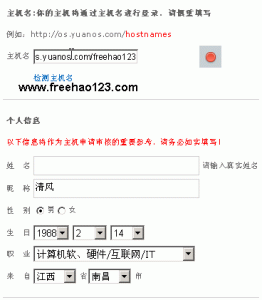 主机名:你的主机将通过主机名进行登录，请慎重填写
例如：http://os.yuanos.com/hostnames
主机名 s.yuanos.com/freehao123
检测主机名
www.freehao123.com
个人信息
以下信息将作为主机申请审核的重要参考，请务必如实填写！
姓 名 请输入真实姓名
昵 称 清风
性 别 男 女
生 日 1988 2 14
职 业 计算机软、硬件/互联网/IT
来 自 江西 省 南昌 市